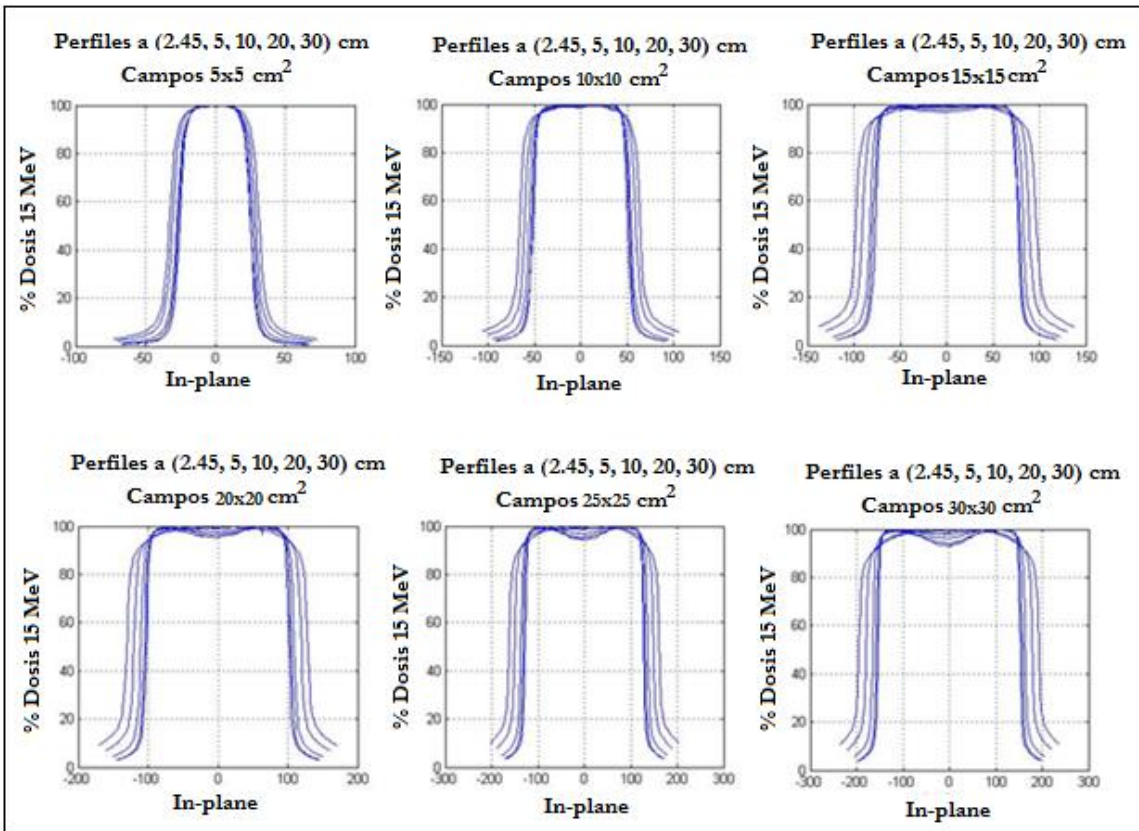 Perfiles a (2.45, 5, 10, 20, 30) cm
Campos 5x5 cm²
% Dosis 15 MeV
100
80
60
40
20
0
-100 -50 0 50 100
In-plane
Perfiles a (2.45, 5, 10, 20, 30) cm
Campos 10x10 cm²
% Dosis 15 MeV
100
80
60
40
20
0
-150 -100 -50 0 50 100 150
In-plane
Perfiles a (2.45, 5, 10, 20, 30) cm
Campos 15x15 cm²
% Dosis 15 MeV
100
80
60
40
20
0
-150 -100 -50 0 50 100 150
In-plane
Perfiles a (2.45, 5, 10, 20, 30) cm
Campos 20x20 cm²
% Dosis 15 MeV
100
80
60
40
20
0
-200 -100 0 100 200
In-plane
Perfiles a (2.45, 5, 10, 20, 30) cm
Campos 25x25 cm²
% Dosis 15 MeV
100
80
60
40
20
0
-300 -200 -100 0 100 200 300
In-plane
Perfiles a (2.45, 5, 10, 20, 30) cm
Campos 30x30 cm²
% Dosis 15 MeV
100
80
60
40
20
0
-300 -200 -100 0 100 200 300
In-plane